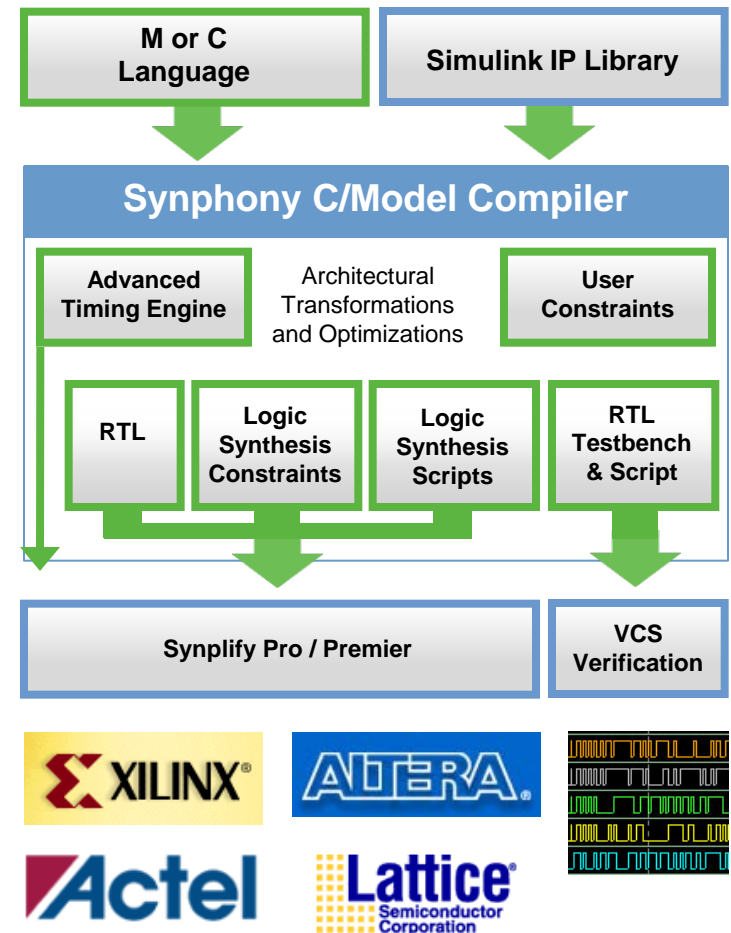 M or C
Language
Simulink IP Library
Synphony C/Model Compiler
Advanced
Timing Engine
Architectural
Transformations
and Optimizations
User
Constraints
RTL
Logic
Synthesis
Constraints
Logic
Synthesis
Scripts
RTL
Testbench
& Script
Synplify Pro / Premier
VCS
Verification
XILINX®
ALTERA®
Actel
Lattice®
Semiconductor
Corporation